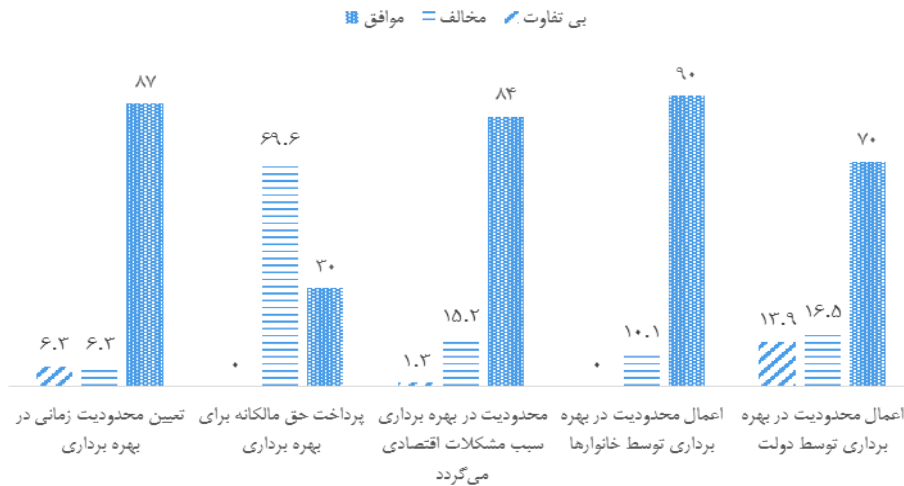 موافق مخالف بی تفاوت
۸۷ ۶.۳ ۶.۳
۳۰ ۶۹.۶ ۰
۸۴ ۱۵.۲ ۱.۳
۹۰ ۱۰.۱ ۰
۷۰ ۱۶.۵ ۱۳.۹
اعمال محدودیت در بهره
برداری توسط دولت
اعمال محدودیت در بهره
برداری توسط خانوارها
محدودیت در بهره برداری
سبب مشکلات اقتصادی
می‌گردد
پرداخت حق مالکانه برای
بهره برداری
تعیین محدودیت زمانی در
بهره برداری